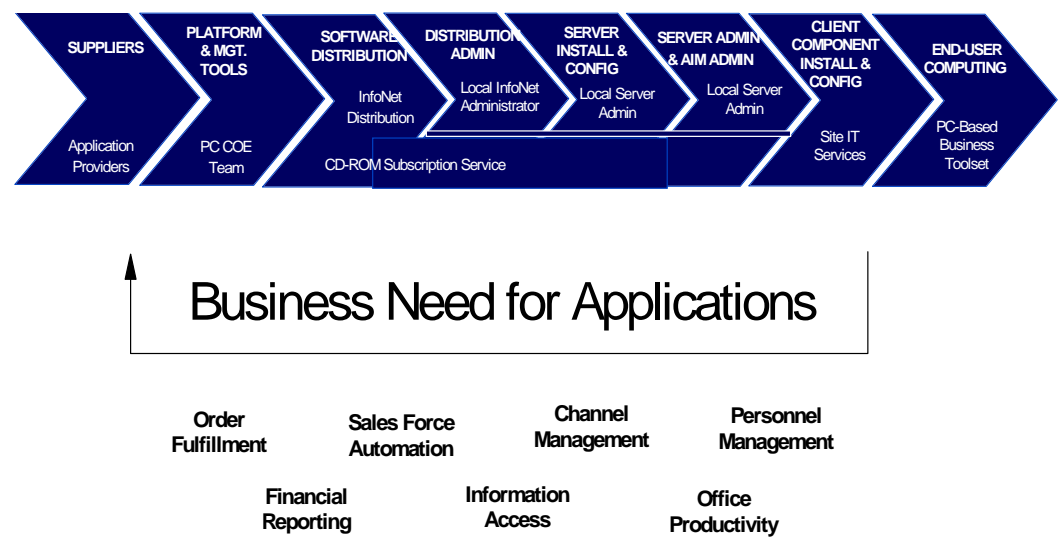 SUPPLIERS
Application
Providers
PLATFORM
& MGT.
TOOLS
PC COE
Team
SOFTWARE
DISTRIBUTION
InfoNet
Distribution
CD-ROM Subscription Service
DISTRIBUTION
ADMIN
Local InfoNet
Administrator
SERVER
INSTALL &
CONFIG
Local Server
Admin
SERVER ADMIN
& AIM ADMIN
Local Server
Admin
CLIENT
COMPONENT
INSTALL &
CONFIG
Site IT
Services
END-USER
COMPUTING
PC-Based
Business
Toolset
Business Need for Applications
Order
Fulfillment
Sales Force
Automation
Channel
Management
Personnel
Management
Financial
Reporting
Information
Access
Office
Productivity